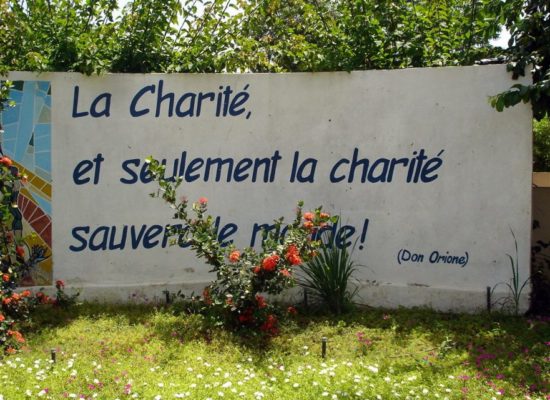 La Charité,
et seulement la charité
sauvera le monde!
(Don Orione)